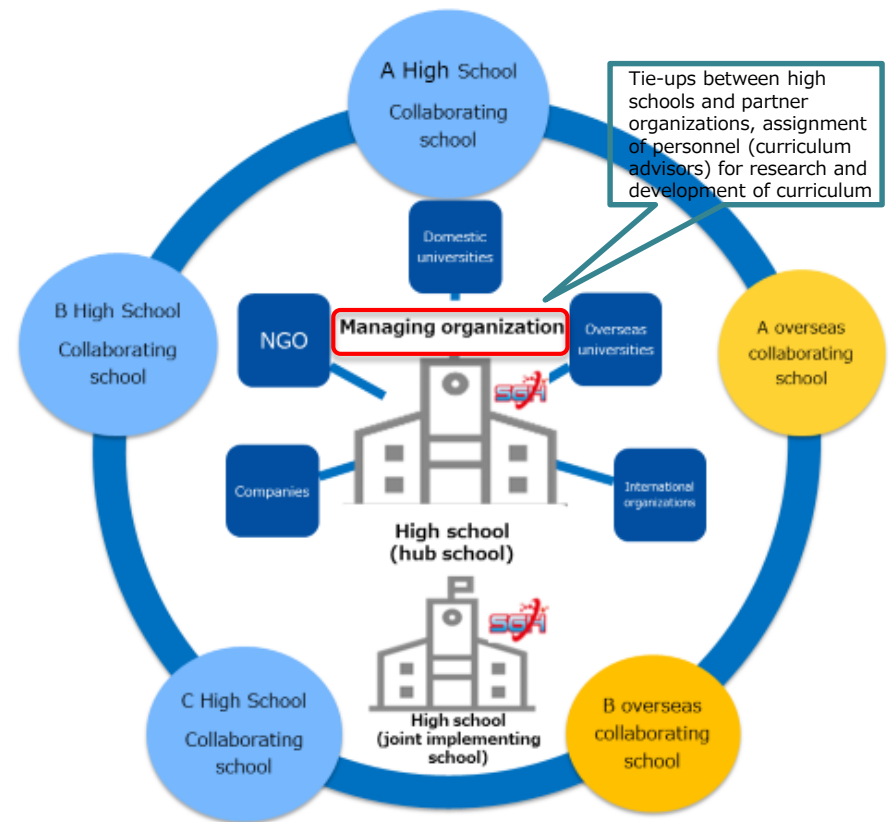 A High School
Collaborating
school
Tie-ups between high
schools and partner
organizations, assignment
of personnel (curriculum
advisors) for research and
development of curriculum
Domestic
universities
B High School
Collaborating
school
NGO
Managing organization
Overseas
universities
A overseas
collaborating
school
SGH
Companies
International
organizations
High school
(hub school)
SGH
C High School
Collaborating
school
High school
(joint implementing
school)
B overseas
collaborating
school